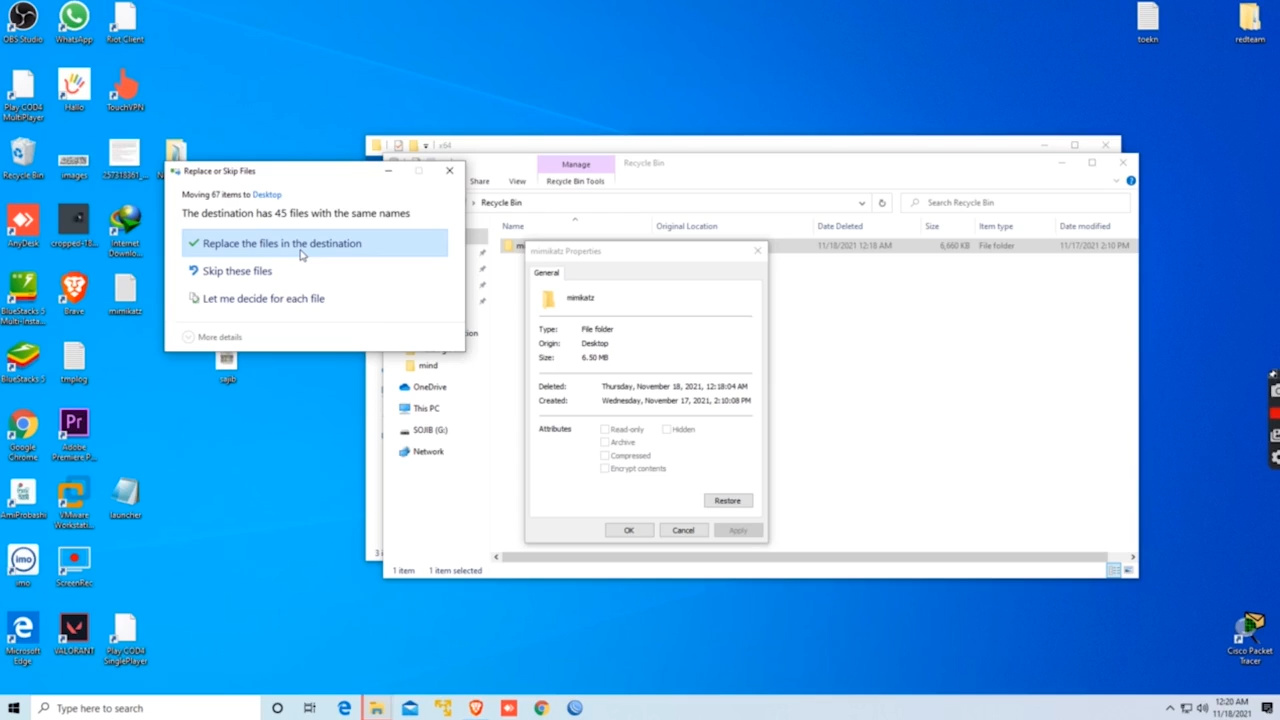 OBS Studio
WhatsApp
Riot Client
toekn
redteam
Play COD4
MultiPlayer
Hallo
TouchVPN
Recycle Bin
images
257318361_...
AnyDesk
cropped-18...
Internet
Downlo...
BlueStacks 5
Multi-Insta...
Brave
mimikatz
BlueStacks 5
tmplog
sajib
Google
Chrome
Adobe
Premiere P...
AmiProbashi
VMware
Workstati...
launcher
imo
ScreenRec
Microsoft
Edge
VALORANT
Play COD4
SinglePlayer
Cisco Packet
Tracer
Replace or Skip Files
Moving 67 items to Desktop
The destination has 45 files with the same names
Replace the files in the destination
Skip these files
Let me decide for each file
More details
x64
Manage
Recycle Bin
Share
View
Recycle Bin Tools
Recycle Bin
Search Recycle Bin
Name
Original Location
Date Deleted
Size
Item type
Date modified
11/18/2021 12:18 AM
6,660 KB
File folder
11/17/2021 2:10 PM
mind
OneDrive
This PC
SOJIB (G:)
Network
1 item
1 item selected
mimikatz Properties
General
mimikatz
Type:
File folder
Origin:
Desktop
Size:
6.50 MB
Deleted:
Thursday, November 18, 2021, 12:18:04 AM
Created:
Wednesday, November 17, 2021, 2:10:08 PM
Attributes
Read-only
Hidden
Archive
Compressed
Encrypt contents
Restore
OK
Cancel
Apply
Type here to search
12:20 AM
11/18/2021